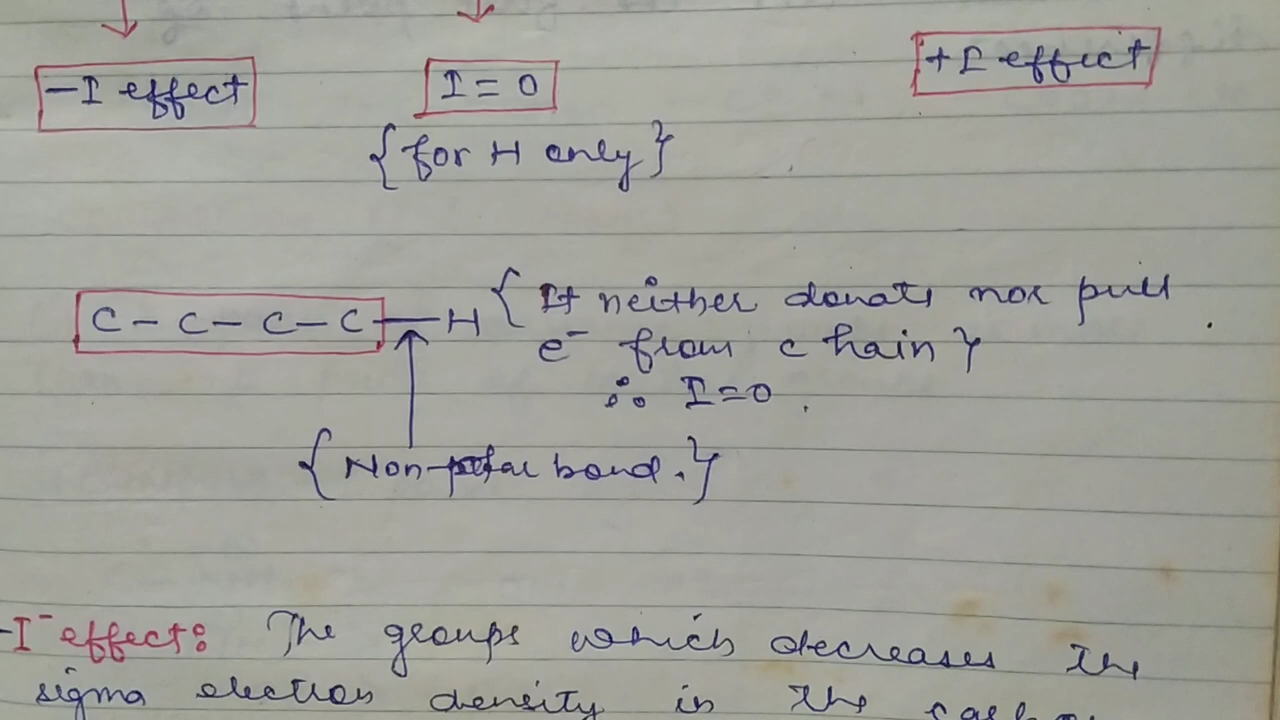 -I effect
I = 0
+I effect
{for H only}
C - C - C - C - H { It neither donats nor pull
e⁻ from chain }
∴ I = 0.
{Non-polar bond.}
-I⁻ effect: The groups which decreases the
sigma electron density in the